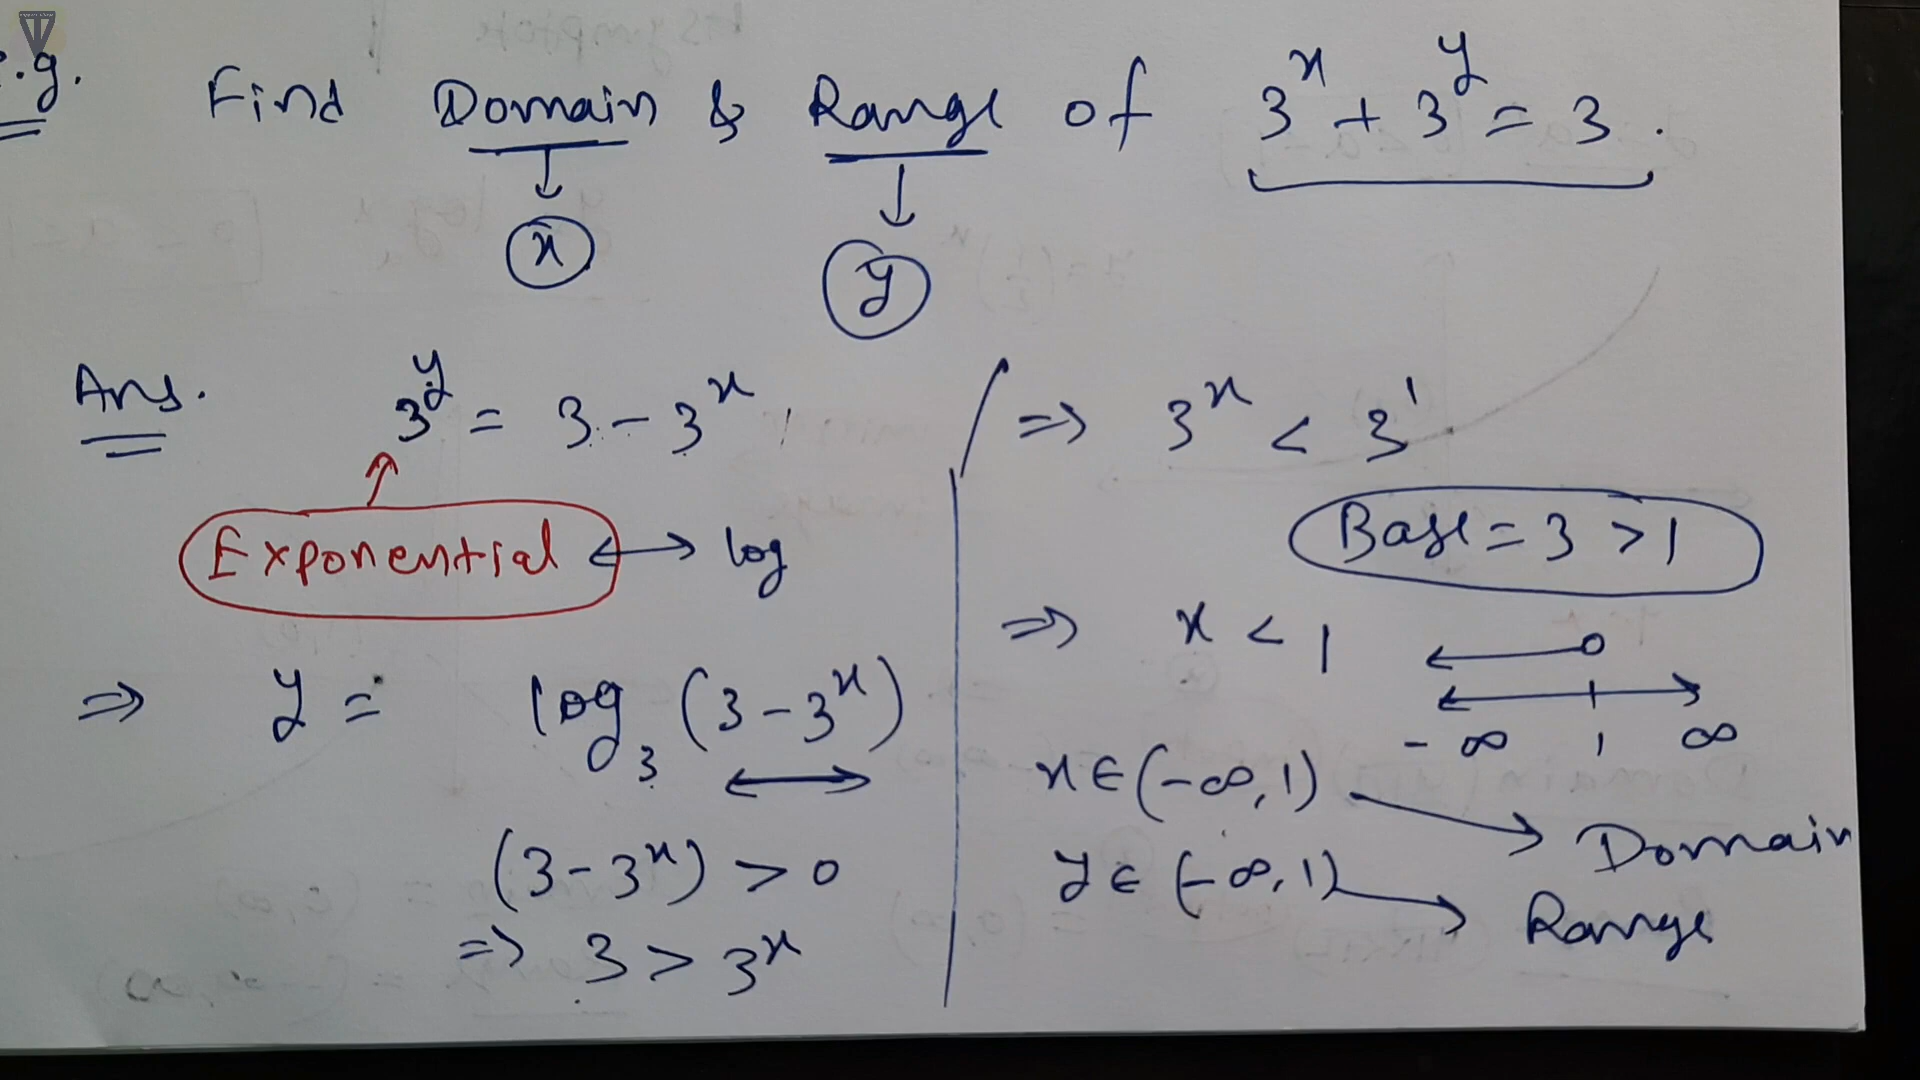 e.g. Find Domain & Range of 3^x + 3^y = 3.
x
y
Ans. 3^y = 3 - 3^x,
Exponential ↔ log
⇒ y = log_3 (3 - 3^x)
(3 - 3^x) > 0
⇒ 3 > 3^x
⇒ 3^x < 3^1
Base = 3 > 1
⇒ x < 1
-∞ 1 ∞
x ∈ (-∞, 1) → Domain
y ∈ (-∞, 1) → Range